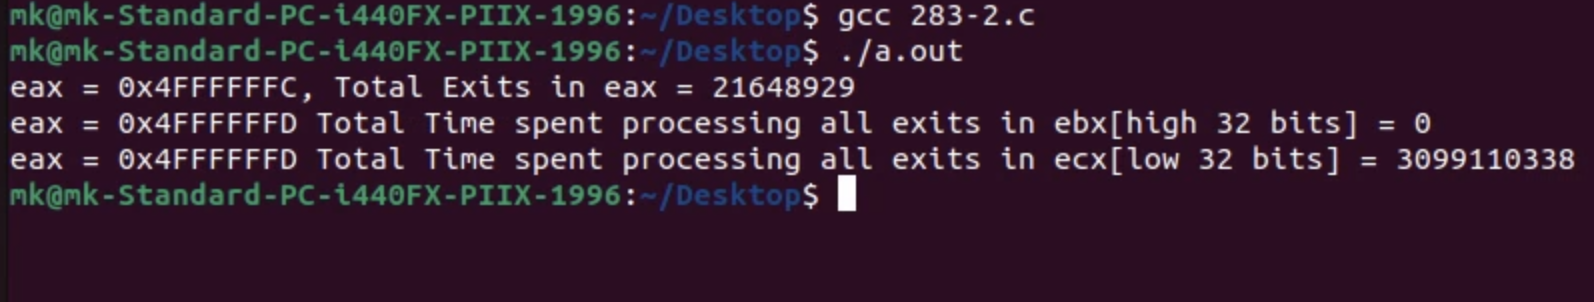 mk@mk-Standard-PC-i440FX-PIIX-1996:~/Desktop$ gcc 283-2.c
mk@mk-Standard-PC-i440FX-PIIX-1996:~/Desktop$ ./a.out
eax = 0x4FFFFFFC, Total Exits in eax = 21648929
eax = 0x4FFFFFFD Total Time spent processing all exits in ebx[high 32 bits] = 0
eax = 0x4FFFFFFD Total Time spent processing all exits in ecx[low 32 bits] = 3099110338
mk@mk-Standard-PC-i440FX-PIIX-1996:~/Desktop$